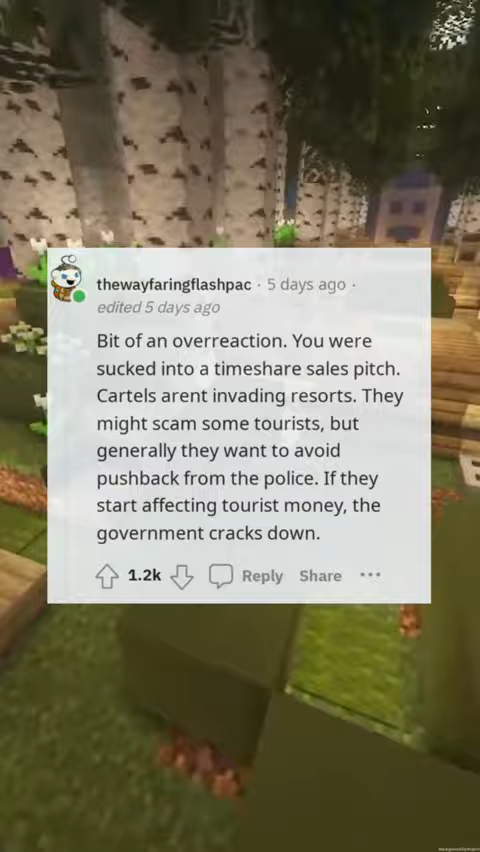 thewayfaringflashpac · 5 days ago ·
edited 5 days ago
Bit of an overreaction. You were
sucked into a timeshare sales pitch.
Cartels arent invading resorts. They
might scam some tourists, but
generally they want to avoid
pushback from the police. If they
start affecting tourist money, the
government cracks down.
1.2k Reply Share